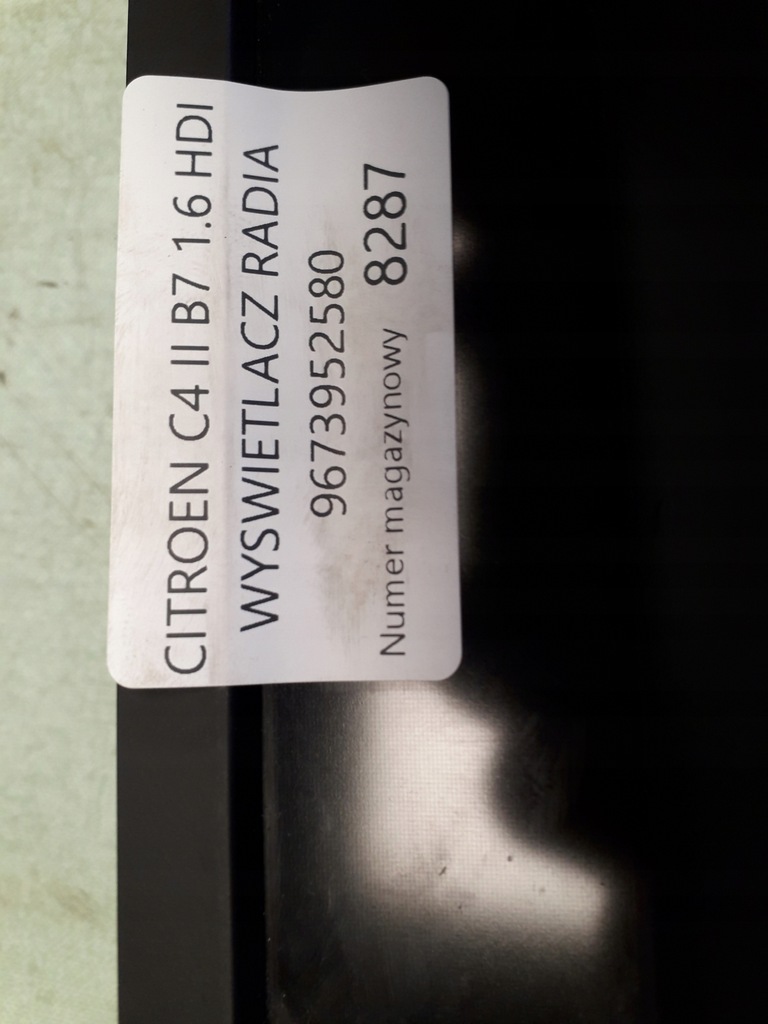 CITROEN C4 II B7 1.6 HDI
WYSWIETLACZ RADIA
9673952580
Numer magazynowy 8287